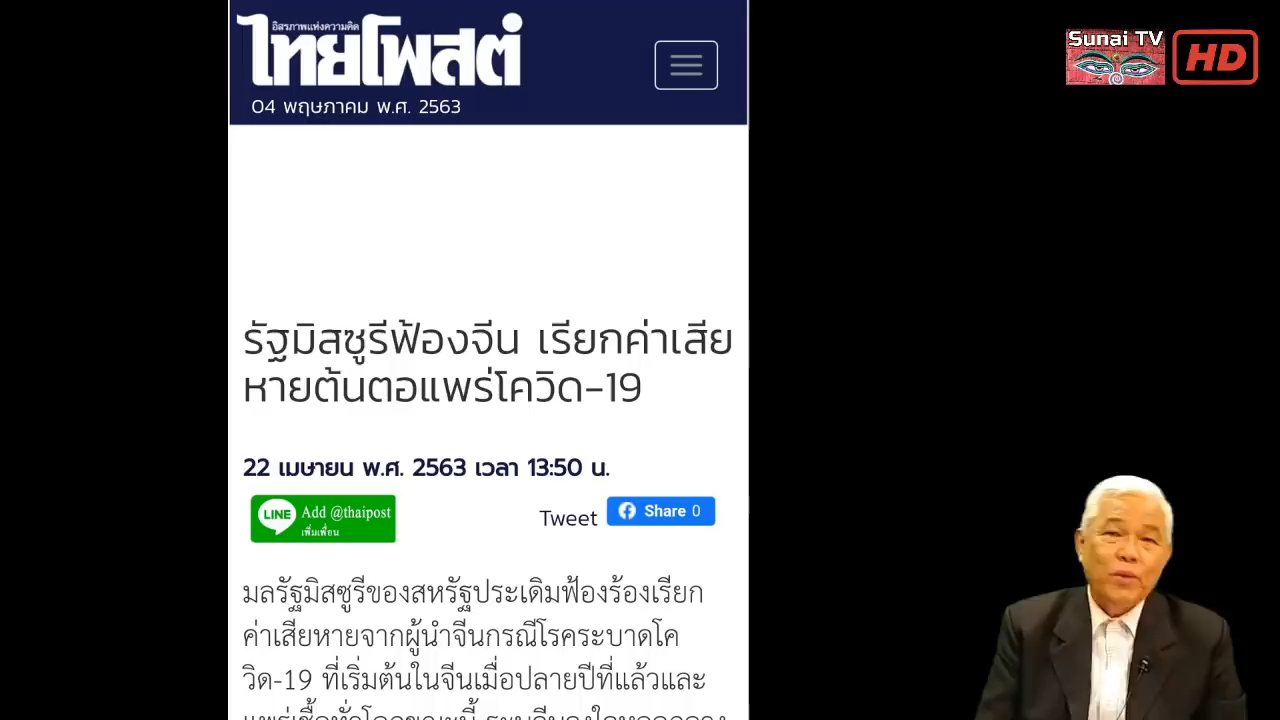 อิสรภาพแห่งความคิด
ไทยโพสต์
04 พฤษภาคม พ.ศ. 2563
Sunai TV
HD
รัฐมิสซูรีฟ้องจีน เรียกค่าเสีย
หายต้นตอแพร่โควิด-19
22 เมษายน พ.ศ. 2563 เวลา 13:50 น.
LINE Add @thaipost
เพิ่มเพื่อน
Tweet Share 0
มลรัฐมิสซูรีของสหรัฐประเดิมฟ้องร้องเรียก
ค่าเสียหายจากผู้นำจีนกรณีโรคระบาดโค
วิด-19 ที่เริ่มต้นในจีนเมื่อปลายปีที่แล้วและ